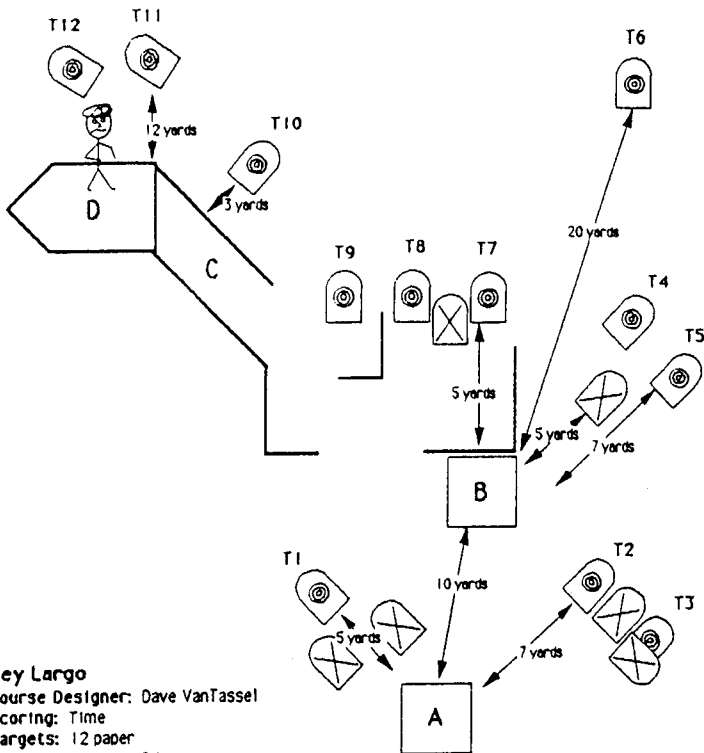 T12
T11
T6
12 yards
T10
D
3 yards
C
20 yards
T9
T8
T7
T4
T5
5 yards
5 yards
7 yards
B
T1
10 yards
T2
T3
5 yards
7 yards
A
ey Largo
ourse Designer: Dave VanTassel
coring: Time
argets: 12 paper